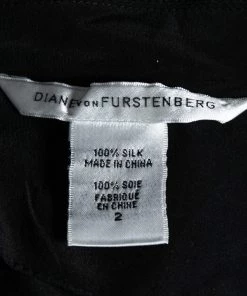 DIANE VON FURSTENBERG
100% SILK
MADE IN CHINA
100% SOIE
FABRIQUÉ
EN CHINE
2